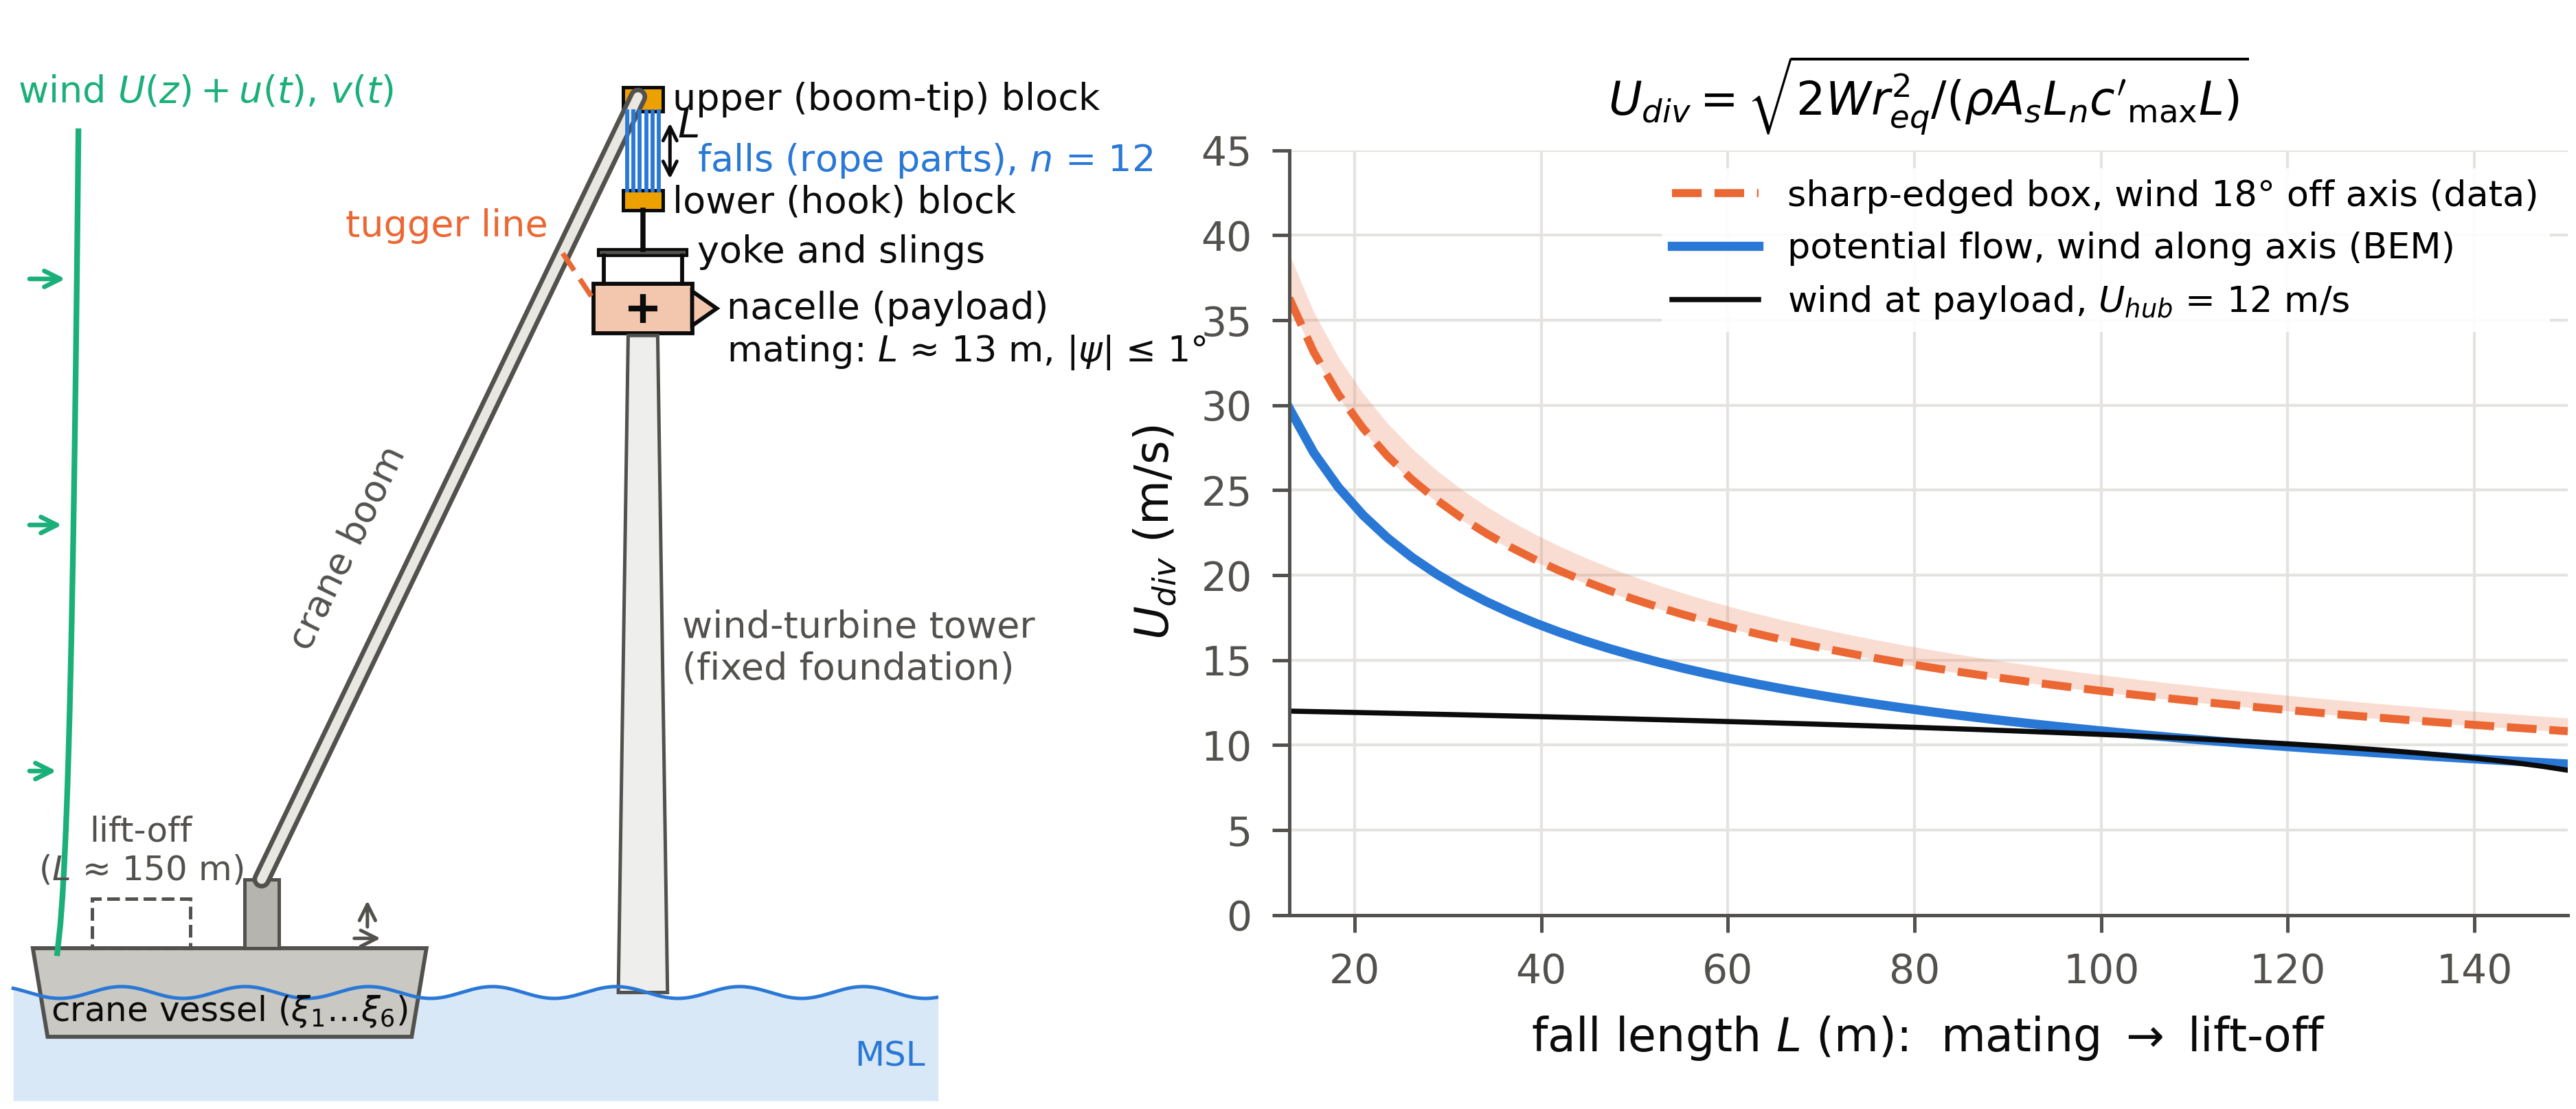 wind U(z) + u(t), v(t)
upper (boom-tip) block
L
falls (rope parts), n = 12
lower (hook) block
tugger line
yoke and slings
nacelle (payload)
mating: L ≈ 13 m, |ψ| ≤ 1°
crane boom
wind-turbine tower
(fixed foundation)
lift-off
(L ≈ 150 m)
crane vessel (ξ₁...ξ₆)
MSL
U_div = √(2Wr²_eq/(ρA_sL_nc′_maxL))
sharp-edged box, wind 18° off axis (data)
potential flow, wind along axis (BEM)
wind at payload, U_hub = 12 m/s
U_div (m/s)
45
40
35
30
25
20
15
10
5
0
20 40 60 80 100 120 140
fall length L (m): mating → lift-off